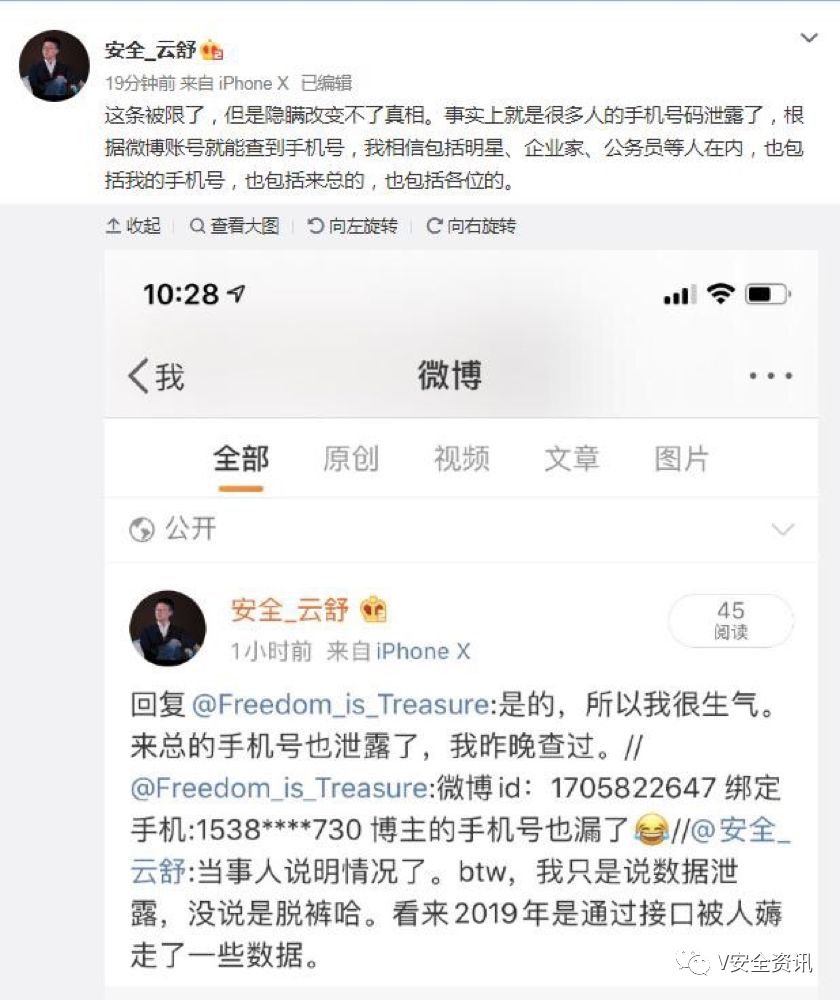 安全_云舒
19分钟前 来自 iPhone X 已编辑
这条被限了，但是隐瞒改变不了真相。事实上就是很多人的手机号码泄露了，根
据微博账号就能查到手机号，我相信包括明星、企业家、公务员等人在内，也包
括我的手机号，也包括来总的，也包括各位的。
收起 查看大图 向左旋转 向右旋转
10:28
我 微博
全部 原创 视频 文章 图片
公开
安全_云舒
45
阅读
1小时前 来自 iPhone X
回复 @Freedom_is_Treasure:是的，所以我很生气。
来总的手机号也泄露了，我昨晚查过。//
@Freedom_is_Treasure:微博id：1705822647 绑定
手机:1538****730 博主的手机号也漏了😂//@安全_
云舒:当事人说明情况了。btw，我只是说数据泄
露，没说是脱裤哈。看来2019年是通过接口被人薅
走了一些数据。
V安全资讯